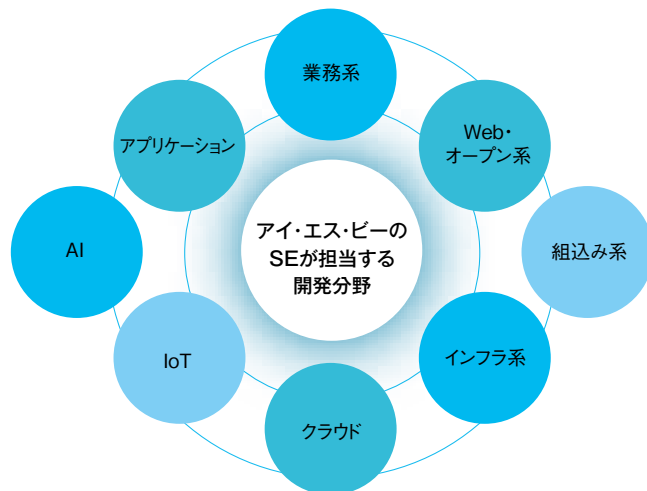 業務系
アプリケーション
Web・
オープン系
アイ・エス・ビーの
SEが担当する
開発分野
AI
組込み系
IoT
インフラ系
クラウド